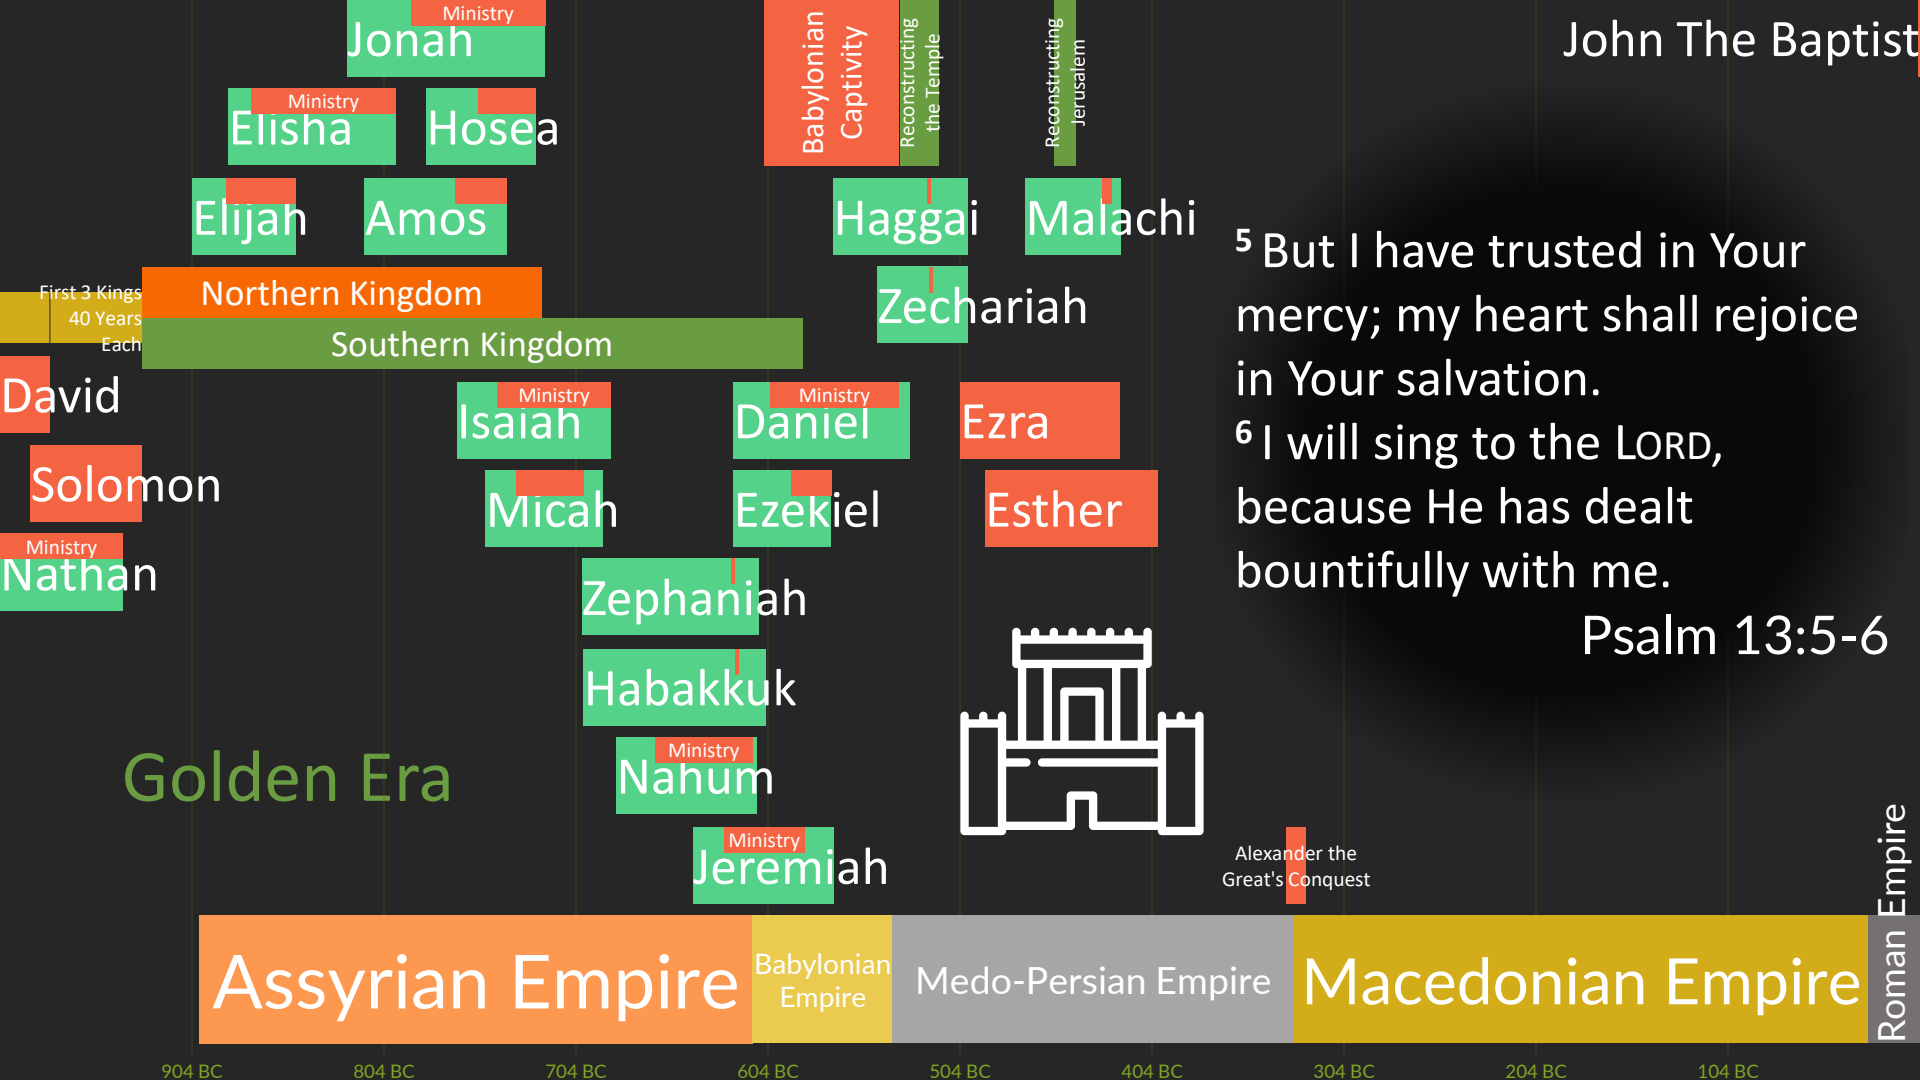 Ministry
Jonah
Babylonian
Captivity
Reconstructing
the Temple
Reconstructing
Jerusalem
John The Baptist
Ministry
Elisha
Hosea
Elijah
Amos
Haggai
Malachi
First 3 Kings
40 Years
Each
Northern Kingdom
Southern Kingdom
Zechariah
5 But I have trusted in Your
mercy; my heart shall rejoice
in Your salvation.
6 I will sing to the LORD,
because He has dealt
bountifully with me.
Psalm 13:5-6
David
Ministry
Isaiah
Ministry
Daniel
Ezra
Solomon
Micah
Ezekiel
Esther
Ministry
Nathan
Zephaniah
Habakkuk
Golden Era
Ministry
Nahum
Ministry
Jeremiah
Alexander the
Great's Conquest
Assyrian Empire
Babylonian
Empire
Medo-Persian Empire
Macedonian Empire
Roman Empire
904 BC
804 BC
704 BC
604 BC
504 BC
404 BC
304 BC
204 BC
104 BC